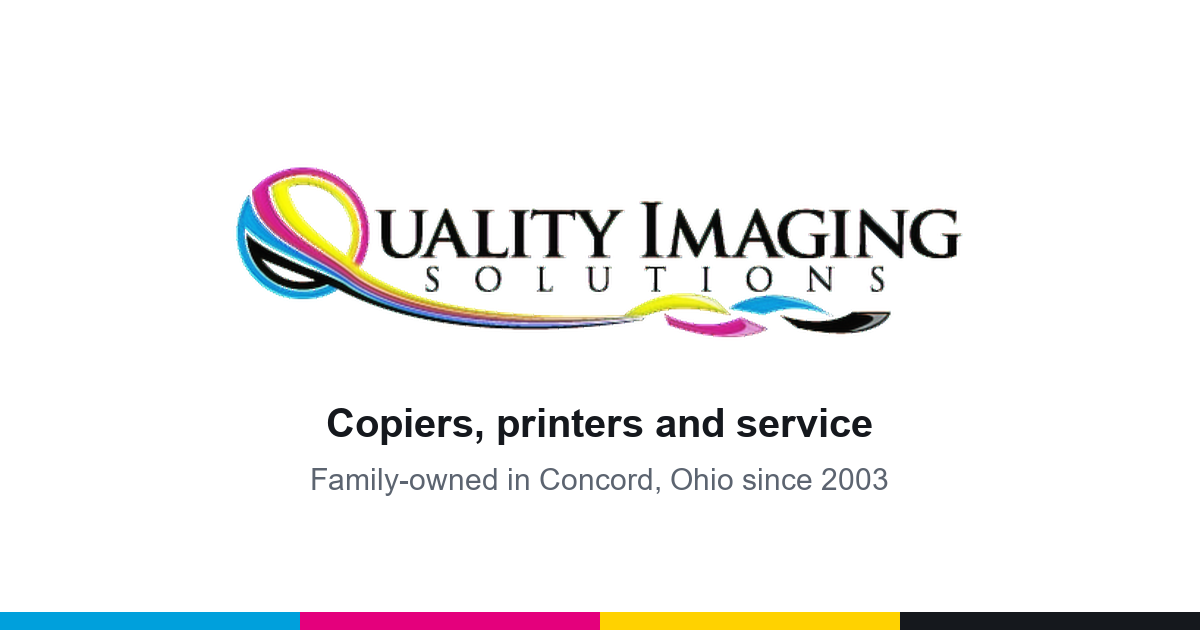 QUALITY IMAGING
SOLUTIONS
Copiers, printers and service
Family-owned in Concord, Ohio since 2003